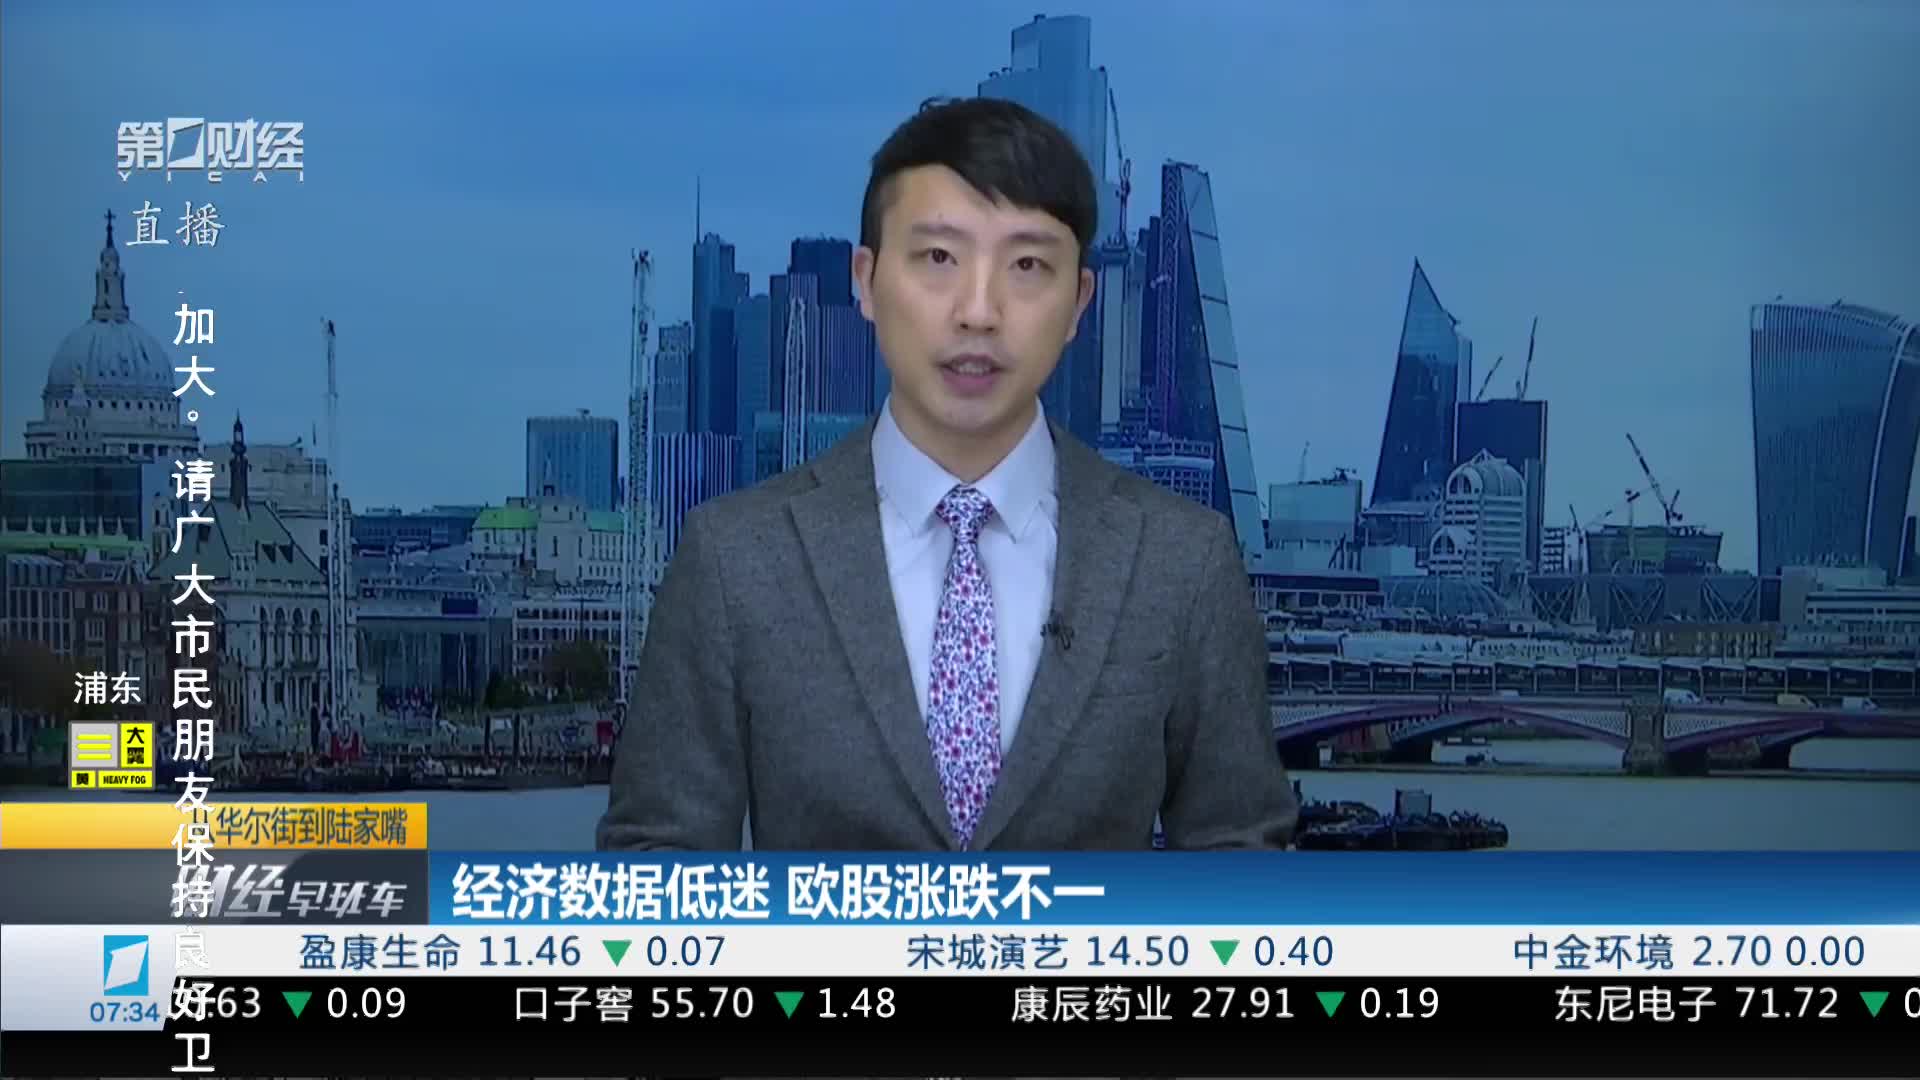 第一财经
YICAI
直播
加大。请广大市民朋友保持良好卫
浦东
大雾
黄 HEAVY FOG
从华尔街到陆家嘴
财经早班车
经济数据低迷 欧股涨跌不一
盈康生命 11.46 ▼ 0.07 宋城演艺 14.50 ▼ 0.40 中金环境 2.70 0.00
07:34
.63 ▼ 0.09 口子窖 55.70 ▼ 1.48 康辰药业 27.91 ▼ 0.19 东尼电子 71.72 ▼ 0